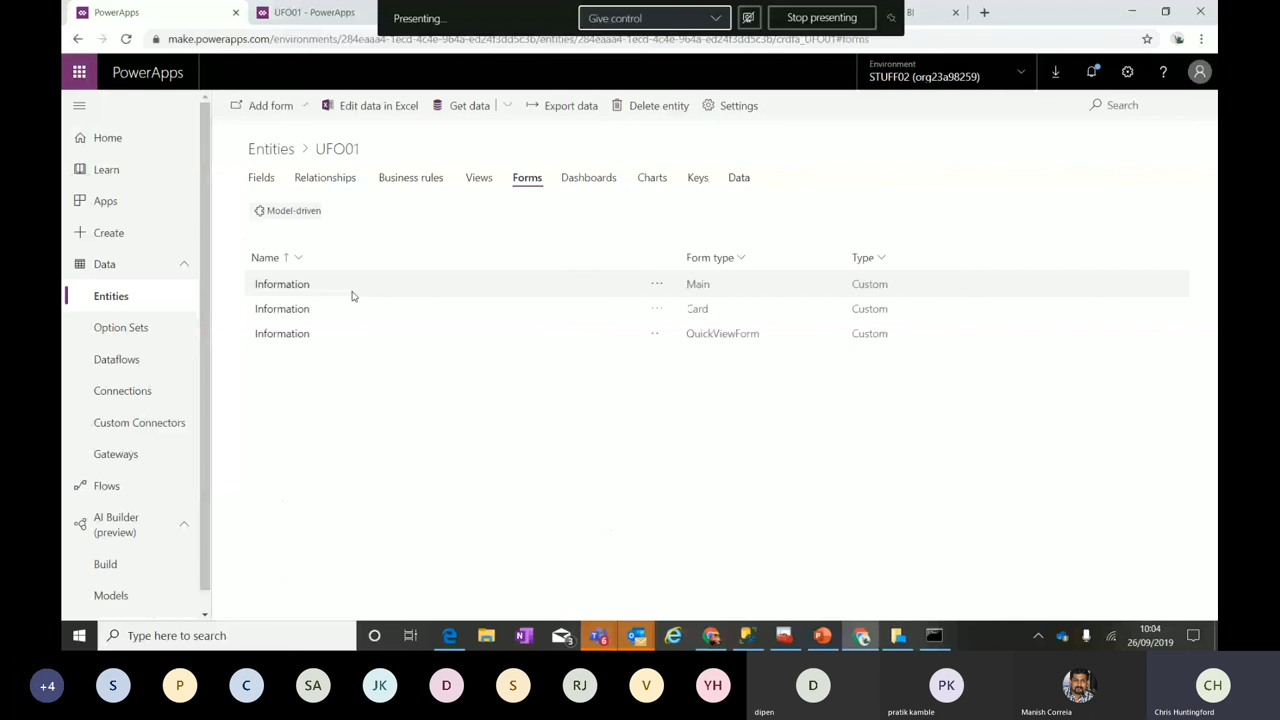 PowerApps
UFO01 - PowerApps
Presenting...
Give control
Stop presenting
BI
make.powerapps.com/environments/284eaaa4-1ecd-4c4e-964a-ed24f3dd5c3b/entities/284eaaa4-1ecd-4c4e-964a-ed24f3dd5c3b/crdfa_UFO01#forms
PowerApps
Environment
STUFF02 (org23a98259)
Add form
Edit data in Excel
Get data
Export data
Delete entity
Settings
Search
Home
Learn
Apps
Create
Data
Entities
Option Sets
Dataflows
Connections
Custom Connectors
Gateways
Flows
AI Builder
(preview)
Build
Models
Entities > UFO01
Fields
Relationships
Business rules
Views
Forms
Dashboards
Charts
Keys
Data
Model-driven
Name
Form type
Type
Information ... Main Custom
Information ... Card Custom
Information QuickViewForm Custom
Type here to search
3
6
10:04
26/09/2019
+4
S
P
C
SA
JK
D
S
RJ
V
YH
D
dipen
PK
pratik kamble
Manish Correia
CH
Chris Huntingford